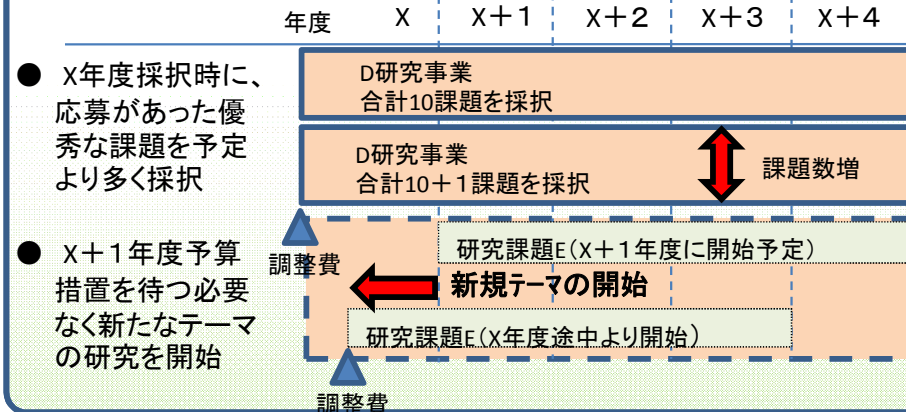 年度 X X+1 X+2 X+3 X+4
● X年度採択時に、
応募があった優
秀な課題を予定
より多く採択
D研究事業
合計10課題を採択
D研究事業
合計10+1課題を採択
課題数増
調整費
● X+1年度予算
措置を待つ必要
なく新たなテーマ
の研究を開始
研究課題E(X+1年度に開始予定)
新規テーマの開始
研究課題E(X年度途中より開始)
調整費